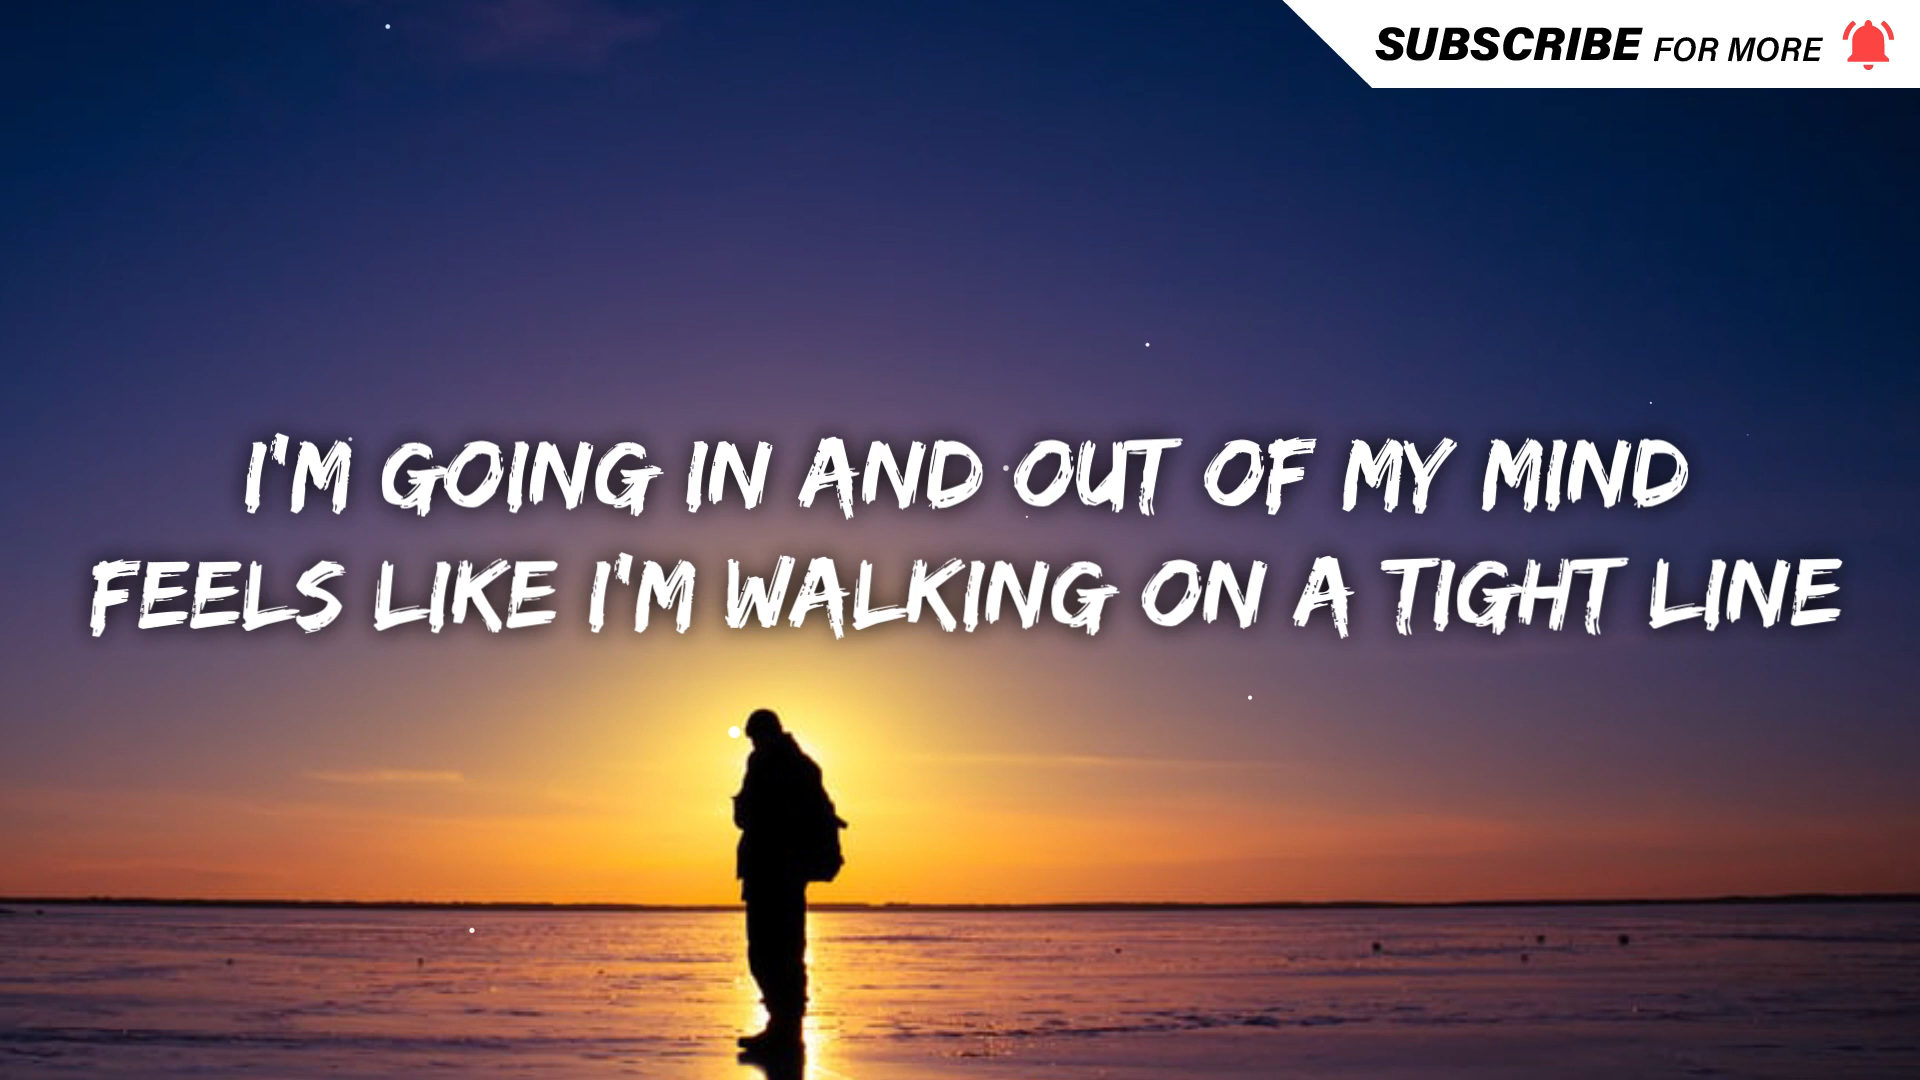 SUBSCRIBE FOR MORE
I'M GOING IN AND OUT OF MY MIND
FEELS LIKE I'M WALKING ON A TIGHT LINE